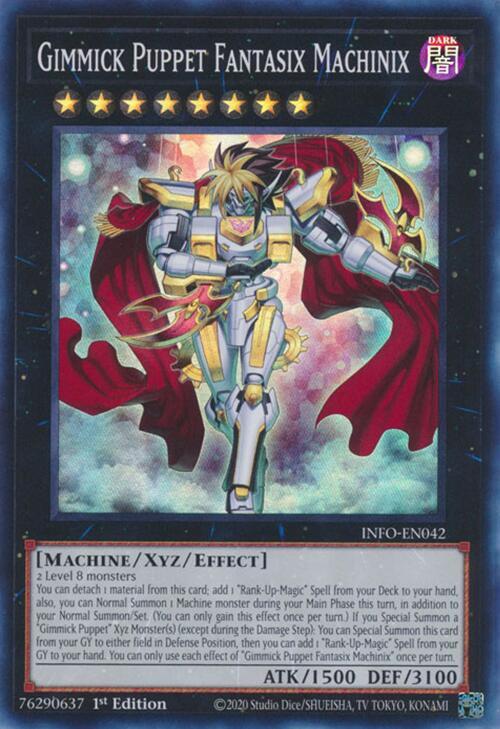 GIMMICK PUPPET FANTASIX MACHINIX
DARK
闇
INFO-EN042
[MACHINE/XYZ/EFFECT]
2 Level 8 monsters
You can detach 1 material from this card; add 1 "Rank-Up-Magic" Spell from your Deck to your hand,
also, you can Normal Summon 1 Machine monster during your Main Phase this turn, in addition to
your Normal Summon/Set. (You can only gain this effect once per turn.) If you Special Summon a
"Gimmick Puppet" Xyz Monster(s) (except during the Damage Step): You can Special Summon this card
from your GY to either field in Defense Position, then you can add 1 "Rank-Up-Magic" Spell from your
GY to your hand. You can only use each effect of "Gimmick Puppet Fantasix Machinix" once per turn.
ATK/1500 DEF/3100
76290637 1st Edition ©2020 Studio Dice/SHUEISHA, TV TOKYO, KONAMI